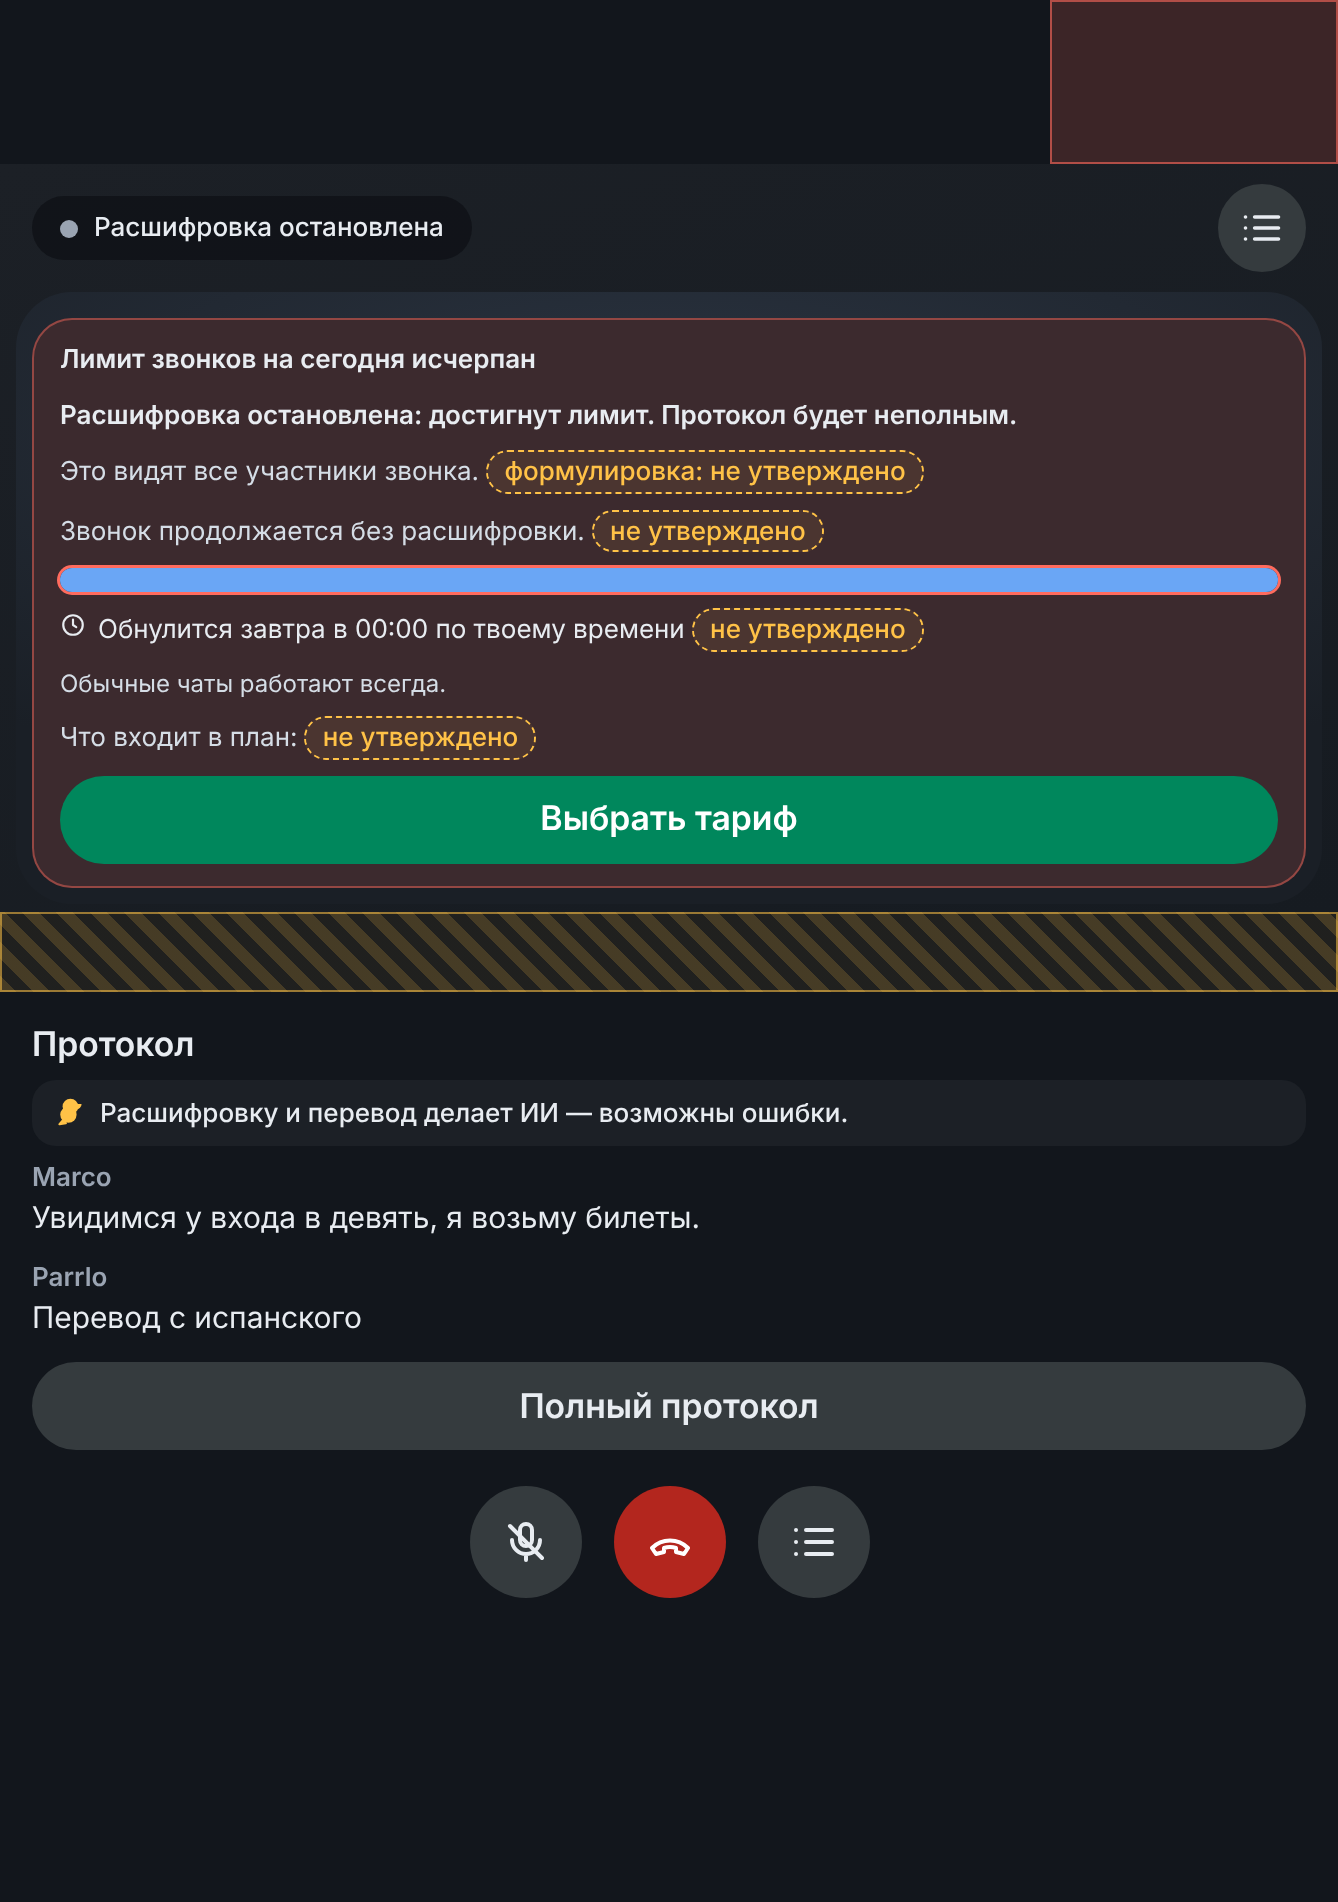 Расшифровка остановлена
Лимит звонков на сегодня исчерпан
Расшифровка остановлена: достигнут лимит. Протокол будет неполным.
Это видят все участники звонка. формулировка: не утверждено
Звонок продолжается без расшифровки. не утверждено
Обнулится завтра в 00:00 по твоему времени не утверждено
Обычные чаты работают всегда.
Что входит в план: не утверждено
Выбрать тариф
Протокол
Расшифровку и перевод делает ИИ — возможны ошибки.
Marco
Увидимся у входа в девять, я возьму билеты.
Parrlo
Перевод с испанского
Полный протокол